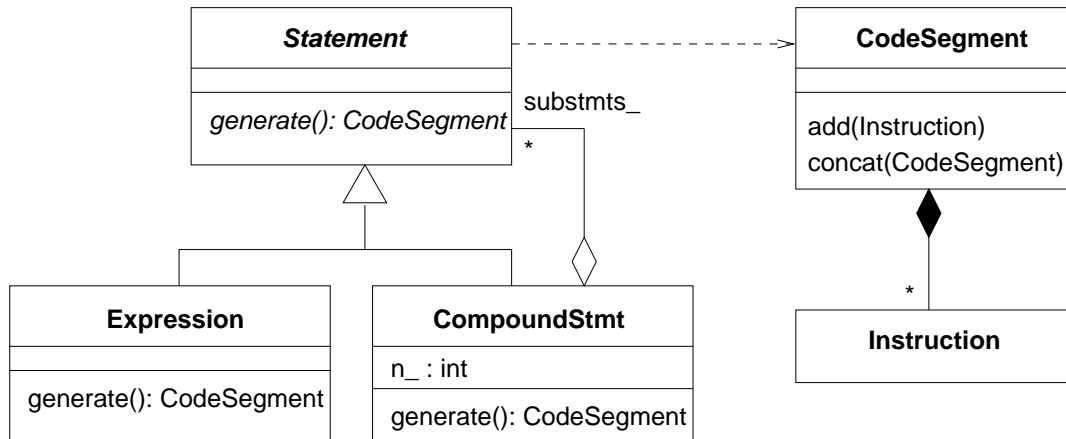 Statement
generate(): CodeSegment
substmts_
*
CodeSegment
add(Instruction)
concat(CodeSegment)
*
Expression
generate(): CodeSegment
CompoundStmt
n_ : int
generate(): CodeSegment
Instruction